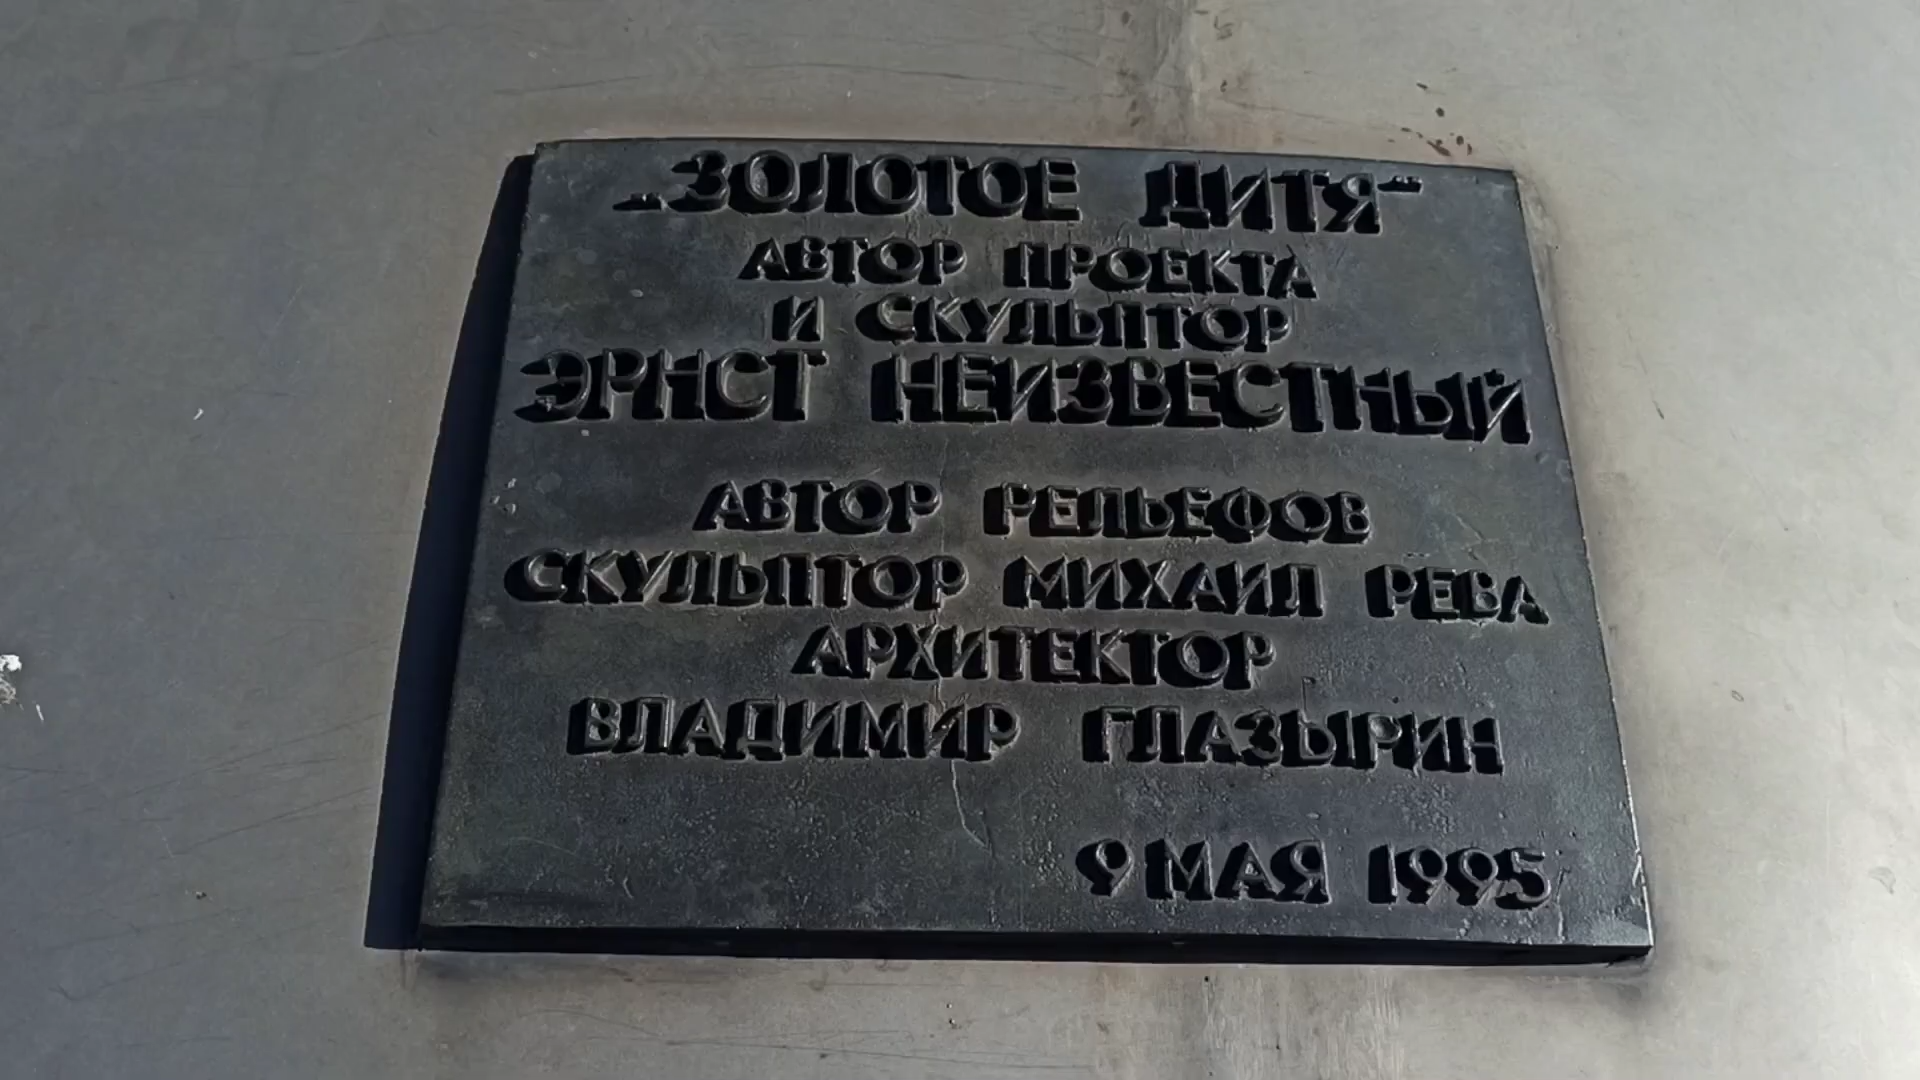 „ЗОЛОТОЕ ДИТЯ“
АВТОР ПРОЕКТА
И СКУЛЬПТОР
ЭРНСТ НЕИЗВЕСТНЫЙ
АВТОР РЕЛЬЕФОВ
СКУЛЬПТОР МИХАИЛ РЕВА
АРХИТЕКТОР
ВЛАДИМИР ГЛАЗЫРИН
9 МАЯ 1995